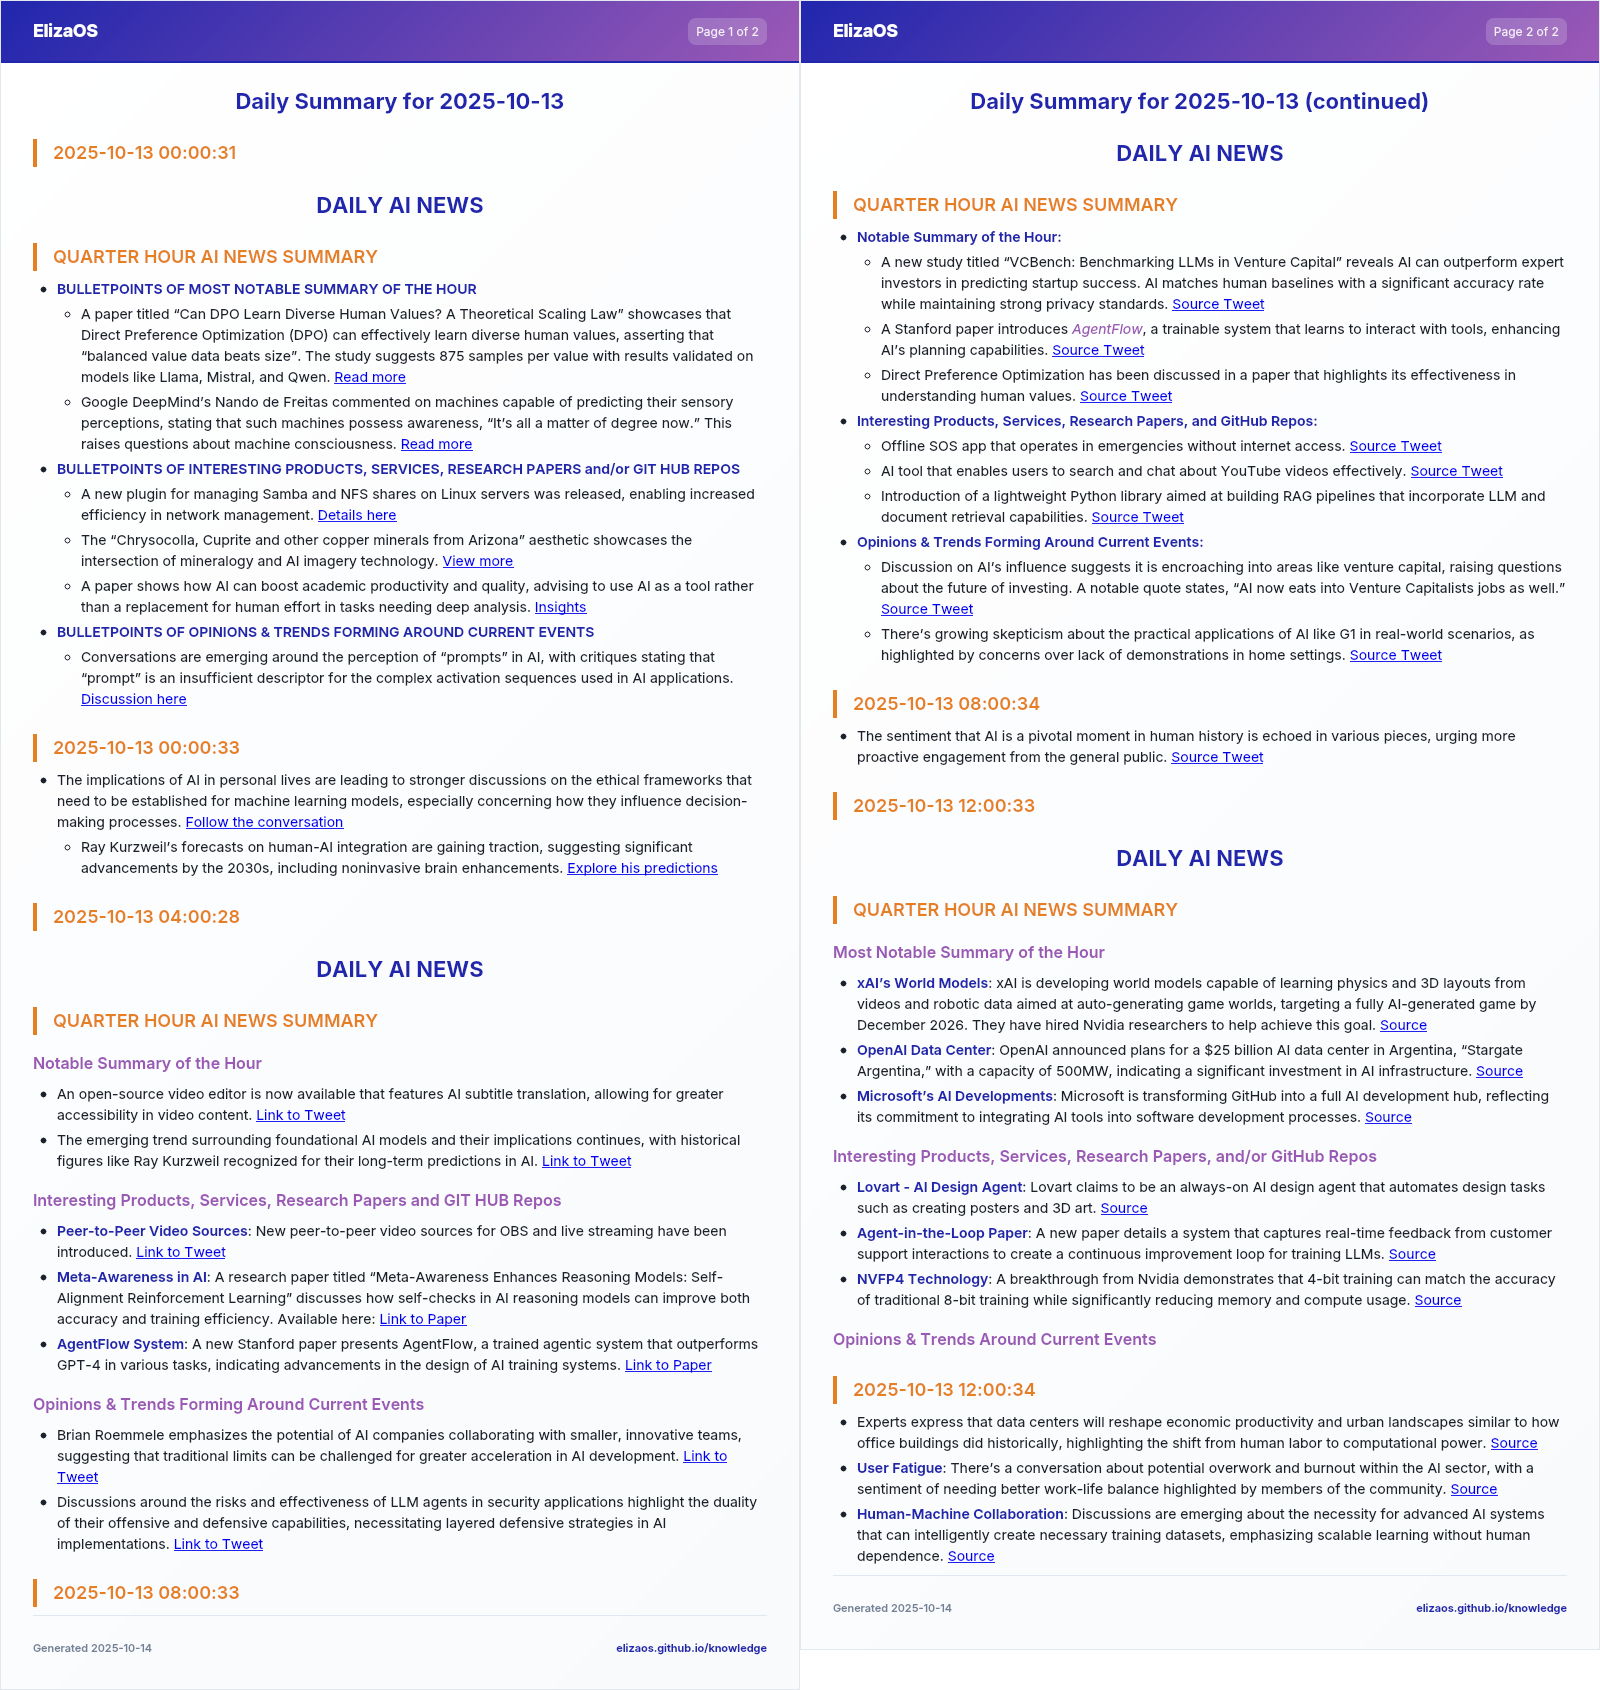 ElizaOS
Page 1 of 2
Daily Summary for 2025-10-13
2025-10-13 00:00:31
DAILY AI NEWS
QUARTER HOUR AI NEWS SUMMARY
BULLETPOINTS OF MOST NOTABLE SUMMARY OF THE HOUR
A paper titled “Can DPO Learn Diverse Human Values? A Theoretical Scaling Law” showcases that
Direct Preference Optimization (DPO) can effectively learn diverse human values, asserting that
“balanced value data beats size”. The study suggests 875 samples per value with results validated on
models like Llama, Mistral, and Qwen. Read more
Google DeepMind’s Nando de Freitas commented on machines capable of predicting their sensory
perceptions, stating that such machines possess awareness, “It’s all a matter of degree now.” This
raises questions about machine consciousness. Read more
BULLETPOINTS OF INTERESTING PRODUCTS, SERVICES, RESEARCH PAPERS and/or GIT HUB REPOS
A new plugin for managing Samba and NFS shares on Linux servers was released, enabling increased
efficiency in network management. Details here
The “Chrysocolla, Cuprite and other copper minerals from Arizona” aesthetic showcases the
intersection of mineralogy and AI imagery technology. View more
A paper shows how AI can boost academic productivity and quality, advising to use AI as a tool rather
than a replacement for human effort in tasks needing deep analysis. Insights
BULLETPOINTS OF OPINIONS & TRENDS FORMING AROUND CURRENT EVENTS
Conversations are emerging around the perception of “prompts” in AI, with critiques stating that
“prompt” is an insufficient descriptor for the complex activation sequences used in AI applications.
Discussion here
2025-10-13 00:00:33
The implications of AI in personal lives are leading to stronger discussions on the ethical frameworks that
need to be established for machine learning models, especially concerning how they influence decision-
making processes. Follow the conversation
Ray Kurzweil’s forecasts on human-AI integration are gaining traction, suggesting significant
advancements by the 2030s, including noninvasive brain enhancements. Explore his predictions
2025-10-13 04:00:28
DAILY AI NEWS
QUARTER HOUR AI NEWS SUMMARY
Notable Summary of the Hour
An open-source video editor is now available that features AI subtitle translation, allowing for greater
accessibility in video content. Link to Tweet
The emerging trend surrounding foundational AI models and their implications continues, with historical
figures like Ray Kurzweil recognized for their long-term predictions in AI. Link to Tweet
Interesting Products, Services, Research Papers and GIT HUB Repos
Peer-to-Peer Video Sources: New peer-to-peer video sources for OBS and live streaming have been
introduced. Link to Tweet
Meta-Awareness in AI: A research paper titled “Meta-Awareness Enhances Reasoning Models: Self-
Alignment Reinforcement Learning” discusses how self-checks in AI reasoning models can improve both
accuracy and training efficiency. Available here: Link to Paper
AgentFlow System: A new Stanford paper presents AgentFlow, a trained agentic system that outperforms
GPT-4 in various tasks, indicating advancements in the design of AI training systems. Link to Paper
Opinions & Trends Forming Around Current Events
Brian Roemmele emphasizes the potential of AI companies collaborating with smaller, innovative teams,
suggesting that traditional limits can be challenged for greater acceleration in AI development. Link to
Tweet
Discussions around the risks and effectiveness of LLM agents in security applications highlight the duality
of their offensive and defensive capabilities, necessitating layered defensive strategies in AI
implementations. Link to Tweet
2025-10-13 08:00:33
Generated 2025-10-14
elizaos.github.io/knowledge
ElizaOS
Page 2 of 2
Daily Summary for 2025-10-13 (continued)
DAILY AI NEWS
QUARTER HOUR AI NEWS SUMMARY
Notable Summary of the Hour:
A new study titled “VCBench: Benchmarking LLMs in Venture Capital” reveals AI can outperform expert
investors in predicting startup success. AI matches human baselines with a significant accuracy rate
while maintaining strong privacy standards. Source Tweet
A Stanford paper introduces AgentFlow, a trainable system that learns to interact with tools, enhancing
AI’s planning capabilities. Source Tweet
Direct Preference Optimization has been discussed in a paper that highlights its effectiveness in
understanding human values. Source Tweet
Interesting Products, Services, Research Papers, and GitHub Repos:
Offline SOS app that operates in emergencies without internet access. Source Tweet
AI tool that enables users to search and chat about YouTube videos effectively. Source Tweet
Introduction of a lightweight Python library aimed at building RAG pipelines that incorporate LLM and
document retrieval capabilities. Source Tweet
Opinions & Trends Forming Around Current Events:
Discussion on AI’s influence suggests it is encroaching into areas like venture capital, raising questions
about the future of investing. A notable quote states, “AI now eats into Venture Capitalists jobs as well.”
Source Tweet
There’s growing skepticism about the practical applications of AI like G1 in real-world scenarios, as
highlighted by concerns over lack of demonstrations in home settings. Source Tweet
2025-10-13 08:00:34
The sentiment that AI is a pivotal moment in human history is echoed in various pieces, urging more
proactive engagement from the general public. Source Tweet
2025-10-13 12:00:33
DAILY AI NEWS
QUARTER HOUR AI NEWS SUMMARY
Most Notable Summary of the Hour
xAI’s World Models: xAI is developing world models capable of learning physics and 3D layouts from
videos and robotic data aimed at auto-generating game worlds, targeting a fully AI-generated game by
December 2026. They have hired Nvidia researchers to help achieve this goal. Source
OpenAI Data Center: OpenAI announced plans for a $25 billion AI data center in Argentina, “Stargate
Argentina,” with a capacity of 500MW, indicating a significant investment in AI infrastructure. Source
Microsoft’s AI Developments: Microsoft is transforming GitHub into a full AI development hub, reflecting
its commitment to integrating AI tools into software development processes. Source
Interesting Products, Services, Research Papers, and/or GitHub Repos
Lovart - AI Design Agent: Lovart claims to be an always-on AI design agent that automates design tasks
such as creating posters and 3D art. Source
Agent-in-the-Loop Paper: A new paper details a system that captures real-time feedback from customer
support interactions to create a continuous improvement loop for training LLMs. Source
NVFP4 Technology: A breakthrough from Nvidia demonstrates that 4-bit training can match the accuracy
of traditional 8-bit training while significantly reducing memory and compute usage. Source
Opinions & Trends Around Current Events
2025-10-13 12:00:34
Experts express that data centers will reshape economic productivity and urban landscapes similar to how
office buildings did historically, highlighting the shift from human labor to computational power. Source
User Fatigue: There’s a conversation about potential overwork and burnout within the AI sector, with a
sentiment of needing better work-life balance highlighted by members of the community. Source
Human-Machine Collaboration: Discussions are emerging about the necessity for advanced AI systems
that can intelligently create necessary training datasets, emphasizing scalable learning without human
dependence. Source
Generated 2025-10-14
elizaos.github.io/knowledge